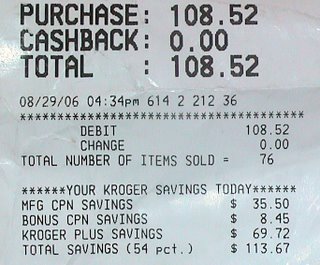 PURCHASE: 108.52
CASHBACK: 0.00
TOTAL : 108.52
08/29/06 04:34pm 614 2 212 36
****************************************
DEBIT 108.52
CHANGE 0.00
TOTAL NUMBER OF ITEMS SOLD = 76
******YOUR KROGER SAVINGS TODAY******
MFG CPN SAVINGS $ 35.50
BONUS CPN SAVINGS $ 8.45
KROGER PLUS SAVINGS $ 69.72
TOTAL SAVINGS (54 pct.) $ 113.67